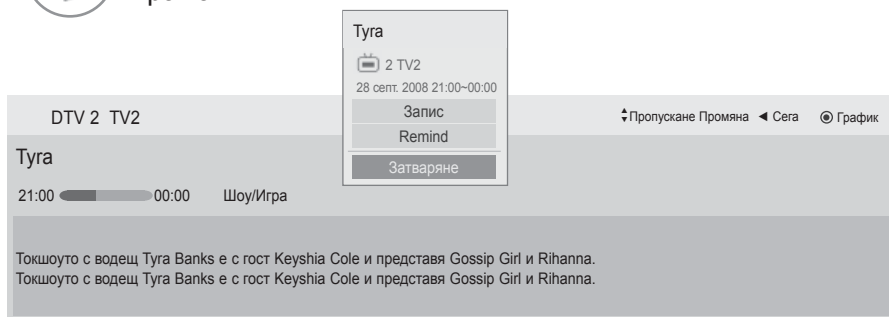 Tyra
2 TV2
28 септ. 2008 21:00~00:00
Запис
Remind
Затваряне
DTV 2 TV2
Пропускане Промяна ◄ Сега ◉ График
Tyra
21:00 00:00 Шоу/Игра
Токшоуто с водещ Tyra Banks е с гост Keyshia Cole и представя Gossip Girl и Rihanna.
Токшоуто с водещ Tyra Banks е с гост Keyshia Cole и представя Gossip Girl и Rihanna.